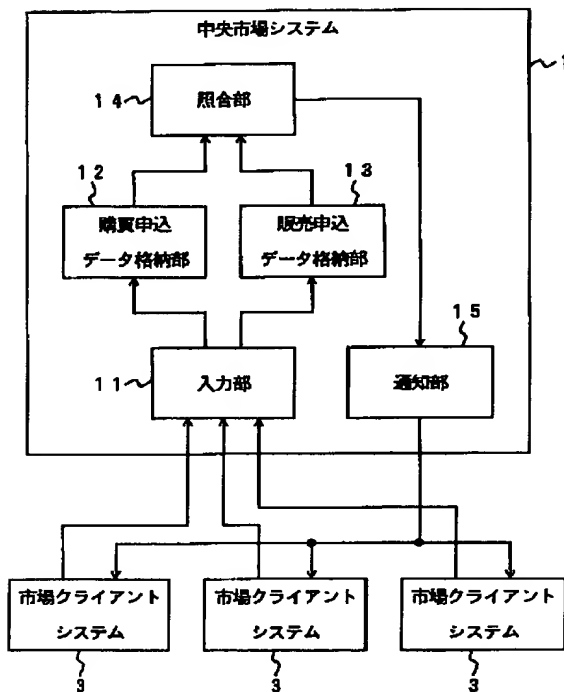 中央市場システム
1
14
照合部
12
13
購買申込
データ格納部
販売申込
データ格納部
15
11
入力部
通知部
市場クライアント
システム
市場クライアント
システム
市場クライアント
システム
3
3
3